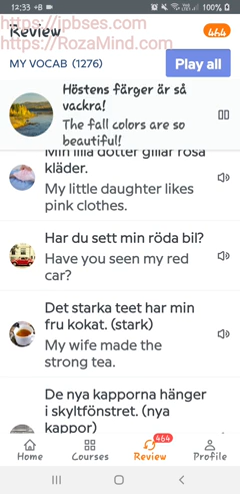 12:33 +B
100%
https://jpbses.com
Review
464
https://RozaMind.com
MY VOCAB (1276)
Play all
Höstens färger är så
vackra!
The fall colors are so
beautiful!
Min lilla dotter gillar rosa
kläder.
My little daughter likes
pink clothes.
Har du sett min röda bil?
Have you seen my red
car?
Det starka teet har min
fru kokat. (stark)
My wife made the
strong tea.
De nya kapporna hänger
i skyltfönstret. (nya
kappor)
464
Home Courses Review Profile